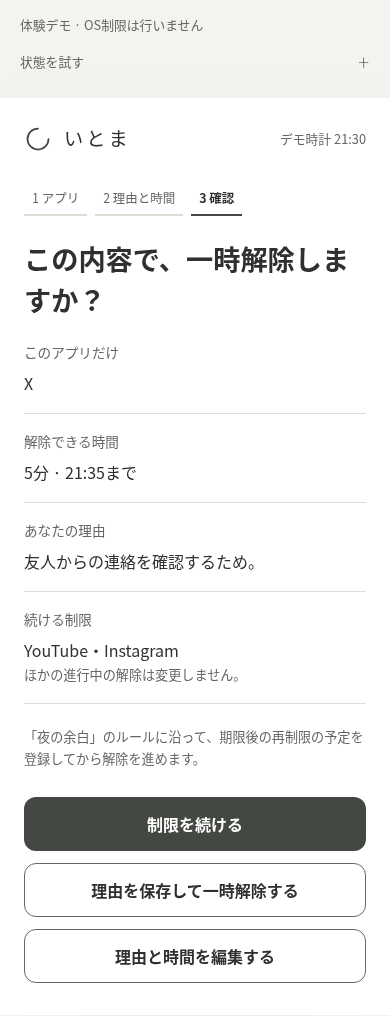 体験デモ・OS制限は行いません
状態を試す
いとま
デモ時計 21:30
1 アプリ
2 理由と時間
3 確認
この内容で、一時解除しま
すか？
このアプリだけ
X
解除できる時間
5分・21:35まで
あなたの理由
友人からの連絡を確認するため。
続ける制限
YouTube・Instagram
ほかの進行中の解除は変更しません。
「夜の余白」のルールに沿って、期限後の再制限の予定を
登録してから解除を進めます。
制限を続ける
理由を保存して一時解除する
理由と時間を編集する